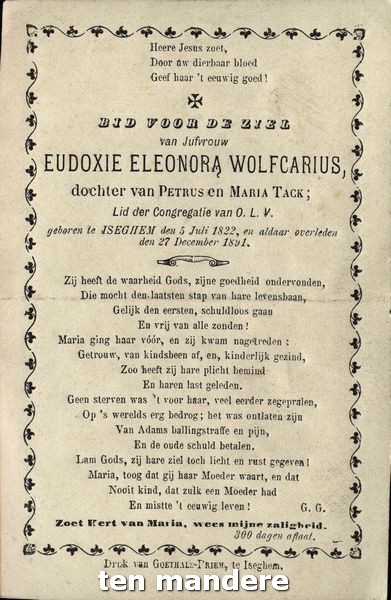 Heere Jesus zoet,
Door uw dierbaar bloed
Geef haar 't eeuwig goed!
BID VOOR DE ZIEL
van Jufvrouw
EUDOXIE ELEONORA WOLFCARIUS,
dochter van PETRUS en MARIA TACK;
Lid der Congregatie van O. L. V.
geboren te ISEGHEM den 5 Juli 1822, en aldaar overleden
den 27 December 1891.
Zij heeft de waarheid Gods, zijne goedheid ondervonden,
Die mocht den laatsten stap van hare levensbaan,
Gelijk den eersten, schuldloos gaan
En vrij van alle zonden!
Maria ging haar vóór, en zij kwam nagetreden:
Getrouw, van kindsbeen af, en, kinderlijk gezind,
Zoo heeft zij hare plicht bemind
En haren last geleden.
Geen sterven was 't voor haar, veel eerder zegepralen,
Op 's werelds erg bedrog; het was ontlaten zijn
Van Adams ballingstraffe en pijn,
En de oude schuld betalen.
Lam Gods, zij hare ziel toch licht en rust gegeven!
Maria, toog dat gij haar Moeder waart, en dat
Nooit kind, dat zulk een Moeder had
En mistte 't eeuwig leven! G. G.
Zoet Hert van Maria, wees mijne zaligheid.
300 dagen aflaat.
Druk van GOETHALS-PRIEM, te Iseghem.
ten mandere